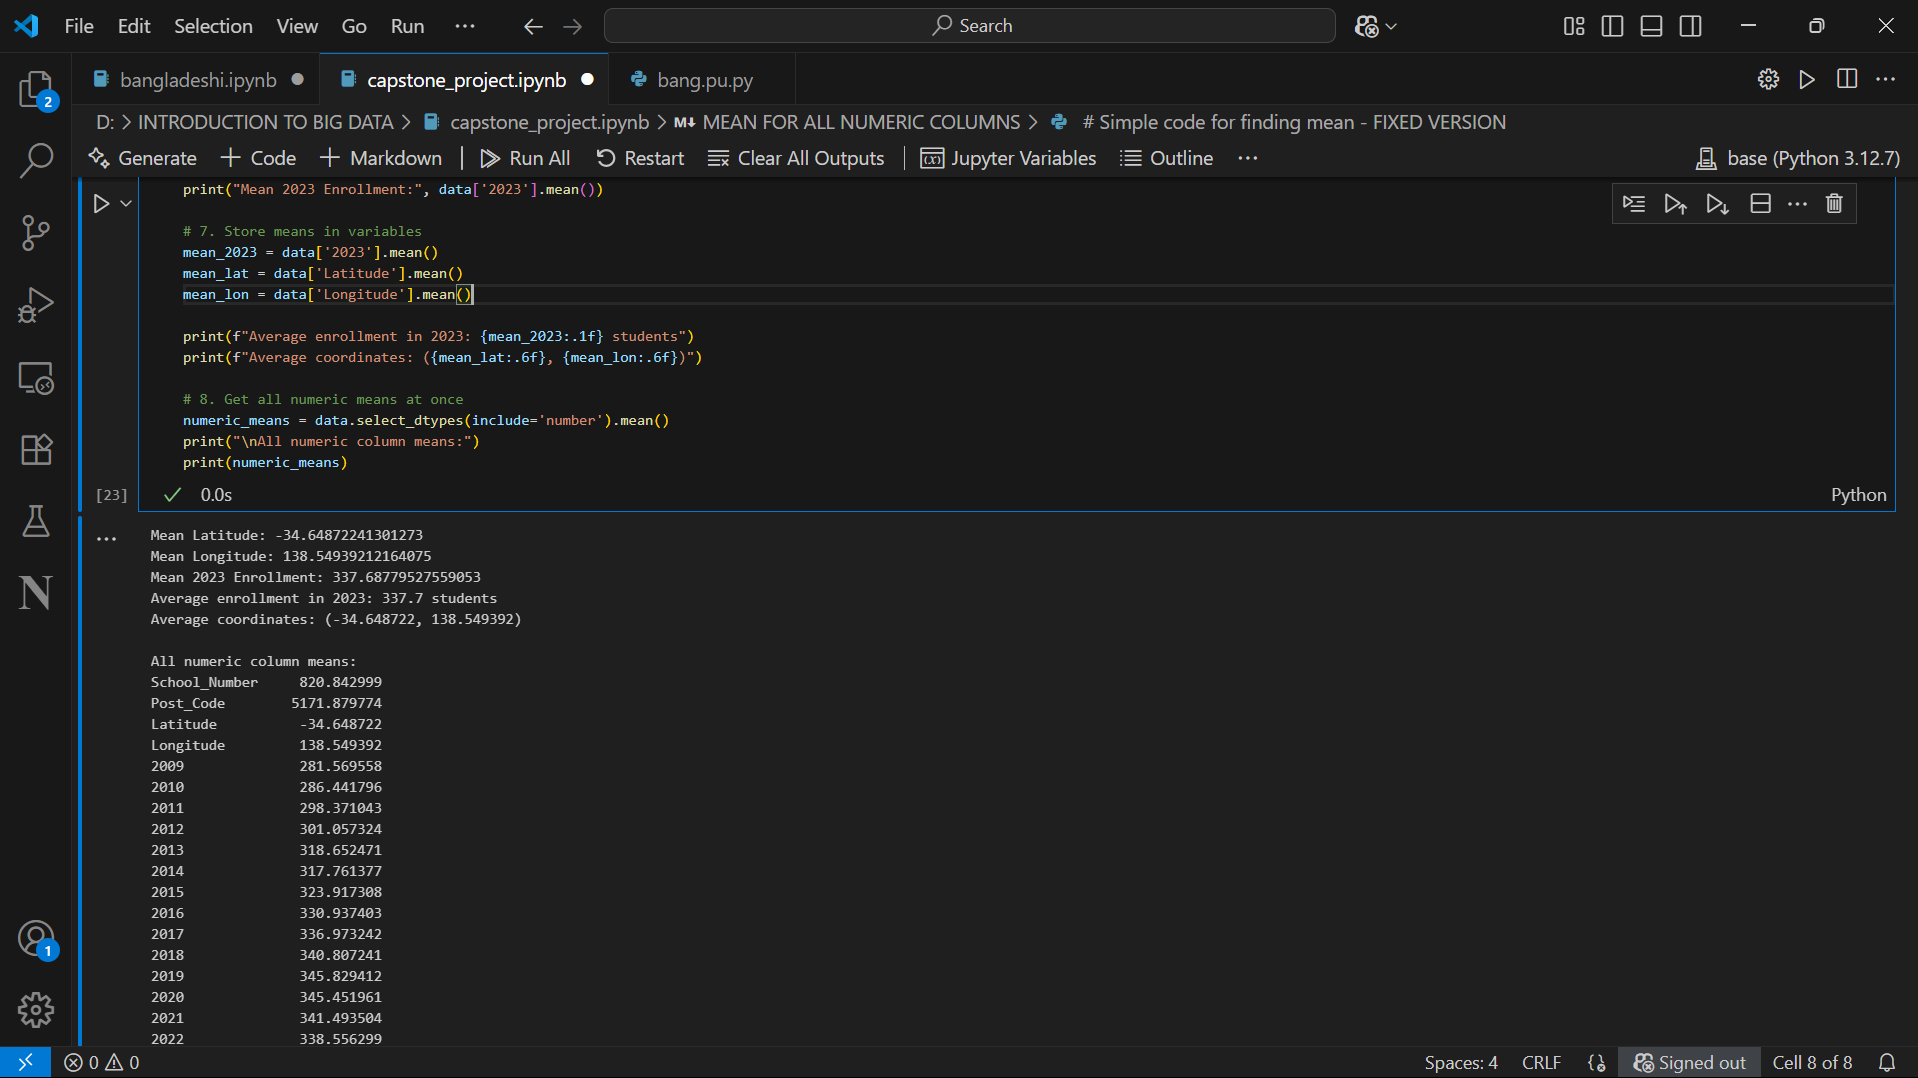 File Edit Selection View Go Run ··· Search
bangladeshi.ipynb capstone_project.ipynb bang.pu.py
D: > INTRODUCTION TO BIG DATA > capstone_project.ipynb > M↓ MEAN FOR ALL NUMERIC COLUMNS > # Simple code for finding mean - FIXED VERSION
Generate + Code + Markdown Run All Restart Clear All Outputs Jupyter Variables Outline ··· base (Python 3.12.7)
print("Mean 2023 Enrollment:", data['2023'].mean())
# 7. Store means in variables
mean_2023 = data['2023'].mean()
mean_lat = data['Latitude'].mean()
mean_lon = data['Longitude'].mean()
print(f"Average enrollment in 2023: {mean_2023:.1f} students")
print(f"Average coordinates: ({mean_lat:.6f}, {mean_lon:.6f})")
# 8. Get all numeric means at once
numeric_means = data.select_dtypes(include='number').mean()
print("\nAll numeric column means:")
print(numeric_means)
[23] 0.0s Python
Mean Latitude: -34.64872241301273
Mean Longitude: 138.54939212164075
Mean 2023 Enrollment: 337.68779527559053
Average enrollment in 2023: 337.7 students
Average coordinates: (-34.648722, 138.549392)
All numeric column means:
School_Number 820.842999
Post_Code 5171.879774
Latitude -34.648722
Longitude 138.549392
2009 281.569558
2010 286.441796
2011 298.371043
2012 301.057324
2013 318.652471
2014 317.761377
2015 323.917308
2016 330.937403
2017 336.973242
2018 340.807241
2019 345.829412
2020 345.451961
2021 341.493504
2022 338.556299
2
N
1
0 0 Spaces: 4 CRLF Signed out Cell 8 of 8